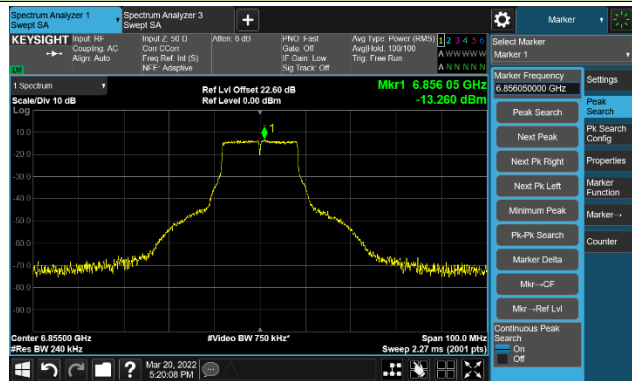 Spectrum Analyzer 1
Swept SA
Spectrum Analyzer 3
Swept SA
Marker
KEYSIGHT
Input: RF
Coupling: AC
Align: Auto
Input Z: 50 Ω
Corr CCorr
Freq Ref: Int (S)
NFE: Adaptive
Atten: 6 dB
PNO: Fast
Gate: Off
IF Gain: Low
Sig Track: Off
Avg Type: Power (RMS)
Avg|Hold: 100/100
Trig: Free Run
1 2 3 4 5 6
A W W W W W
A N N N N N
LW
Select Marker
Marker 1
1 Spectrum
Scale/Div 10 dB
Ref Lvl Offset 22.60 dB
Ref Level 0.00 dBm
Mkr1 6.856 05 GHz
-13.260 dBm
Log
1
-10.0
-20.0
-30.0
-40.0
-50.0
-60.0
-70.0
-80.0
-90.0
Center 6.85500 GHz
#Res BW 240 kHz
#Video BW 750 kHz*
Span 100.0 MHz
Sweep 2.27 ms (2001 pts)
Marker Frequency
6.856050000 GHz
Peak Search
Next Peak
Next Pk Right
Next Pk Left
Minimum Peak
Pk-Pk Search
Marker Delta
Mkr→CF
Mkr→Ref Lvl
Continuous Peak
Search
On
Off
Settings
Peak
Search
Pk Search
Config
Properties
Marker
Function
Marker→
Counter
?
Mar 20, 2022
5:20:08 PM